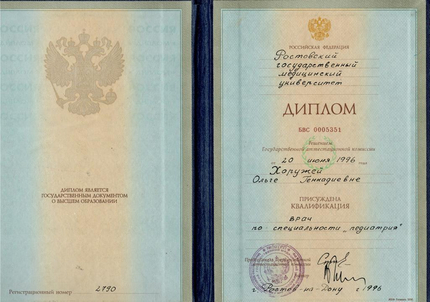 ДИПЛОМ ЯВЛЯЕТСЯ
ГОСУДАРСТВЕННЫМ ДОКУМЕНТОМ
О ВЫСШЕМ ОБРАЗОВАНИИ
Регистрационный номер 2790
РОССИЙСКАЯ ФЕДЕРАЦИЯ
Ростовский
государственный
медицинский
университет
ДИПЛОМ
БВС 0005351
Решением
Государственной аттестационной комиссии
от 20 июня 1996 года
Хоружей
Ольге Геннадиевне
ПРИСУЖДЕНА
КВАЛИФИКАЦИЯ
врач
по специальности „педиатрия"
г. Ростов-на-Дону г. 1996